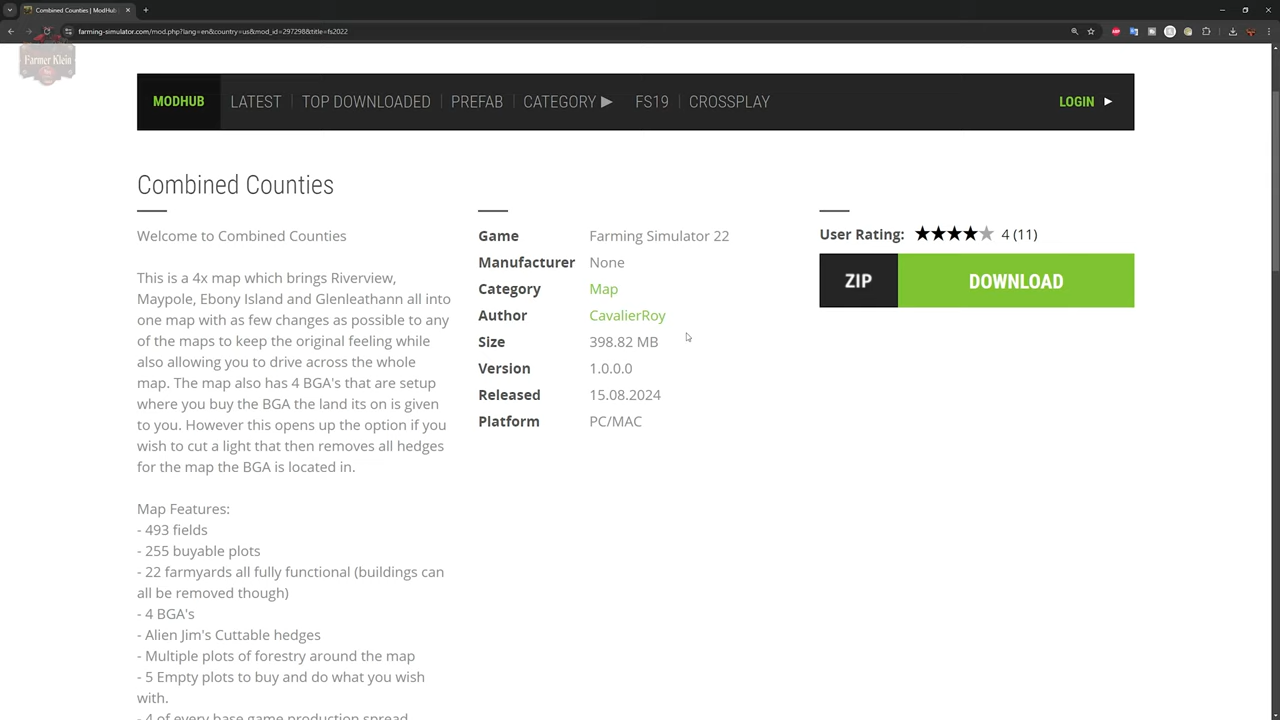 Combined Counties | ModHub
farming-simulator.com/mod.php?lang=en&country=us&mod_id=297298&title=fs2022
Farmer Klein
MODHUB
LATEST
TOP DOWNLOADED
PREFAB
CATEGORY ▶
FS19
CROSSPLAY
LOGIN ►
Combined Counties
Welcome to Combined Counties
This is a 4x map which brings Riverview,
Maypole, Ebony Island and Glenleathann all into
one map with as few changes as possible to any
of the maps to keep the original feeling while
also allowing you to drive across the whole
map. The map also has 4 BGA's that are setup
where you buy the BGA the land its on is given
to you. However this opens up the option if you
wish to cut a light that then removes all hedges
for the map the BGA is located in.
Map Features:
- 493 fields
- 255 buyable plots
- 22 farmyards all fully functional (buildings can
all be removed though)
- 4 BGA's
- Alien Jim's Cuttable hedges
- Multiple plots of forestry around the map
- 5 Empty plots to buy and do what you wish
with.
- 4 of every base game production spread
Game Farming Simulator 22
Manufacturer None
Category Map
Author CavalierRoy
Size 398.82 MB
Version 1.0.0.0
Released 15.08.2024
Platform PC/MAC
User Rating: ★★★★★ 4 (11)
ZIP DOWNLOAD